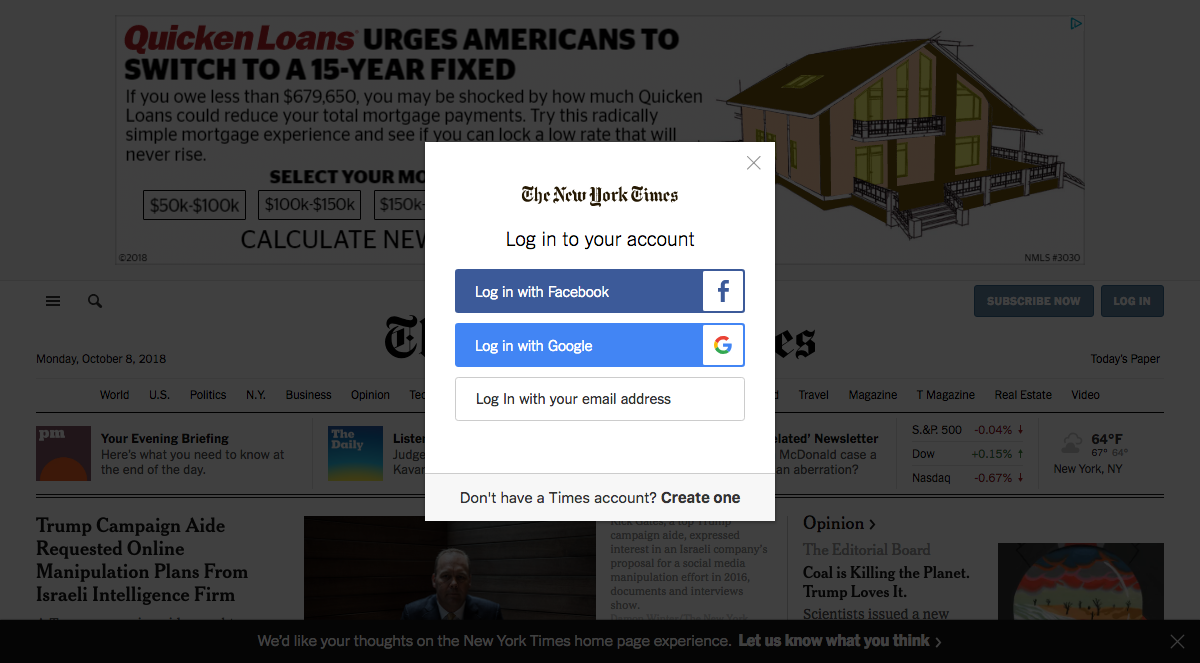 Quicken Loans URGES AMERICANS TO
SWITCH TO A 15-YEAR FIXED
If you owe less than $679,650, you may be shocked by how much Quicken
Loans could reduce your total mortgage payments. Try this radically
simple mortgage experience and see if you can lock a low rate that will
never rise.
SELECT YOUR MO
$50k-$100k
$100k-$150k
$150k-
CALCULATE NEW
©2018
NMLS #3030
The New York Times
Log in to your account
Log in with Facebook
Log in with Google
Log In with your email address
Don't have a Times account? Create one
SUBSCRIBE NOW
LOG IN
Monday, October 8, 2018
Today's Paper
World U.S. Politics N.Y. Business Opinion Tec
Travel Magazine T Magazine Real Estate Video
pm
Your Evening Briefing
Here's what you need to know at
the end of the day.
The
Daily
Listen
Judge
Kavan
elated' Newsletter
McDonald case a
an aberration?
S.&P. 500 -0.04% ↓
Dow +0.15% ↑
Nasdaq -0.67% ↓
64°F
67° 64°
New York, NY
Trump Campaign Aide
Requested Online
Manipulation Plans From
Israeli Intelligence Firm
Rick Gates, a top Trump
campaign aide, expressed
interest in an Israeli company's
proposal for a social media
manipulation effort in 2016,
documents and interviews
show.
Opinion >
The Editorial Board
Coal is Killing the Planet.
Trump Loves It.
Scientists issued a new
We'd like your thoughts on the New York Times home page experience. Let us know what you think >